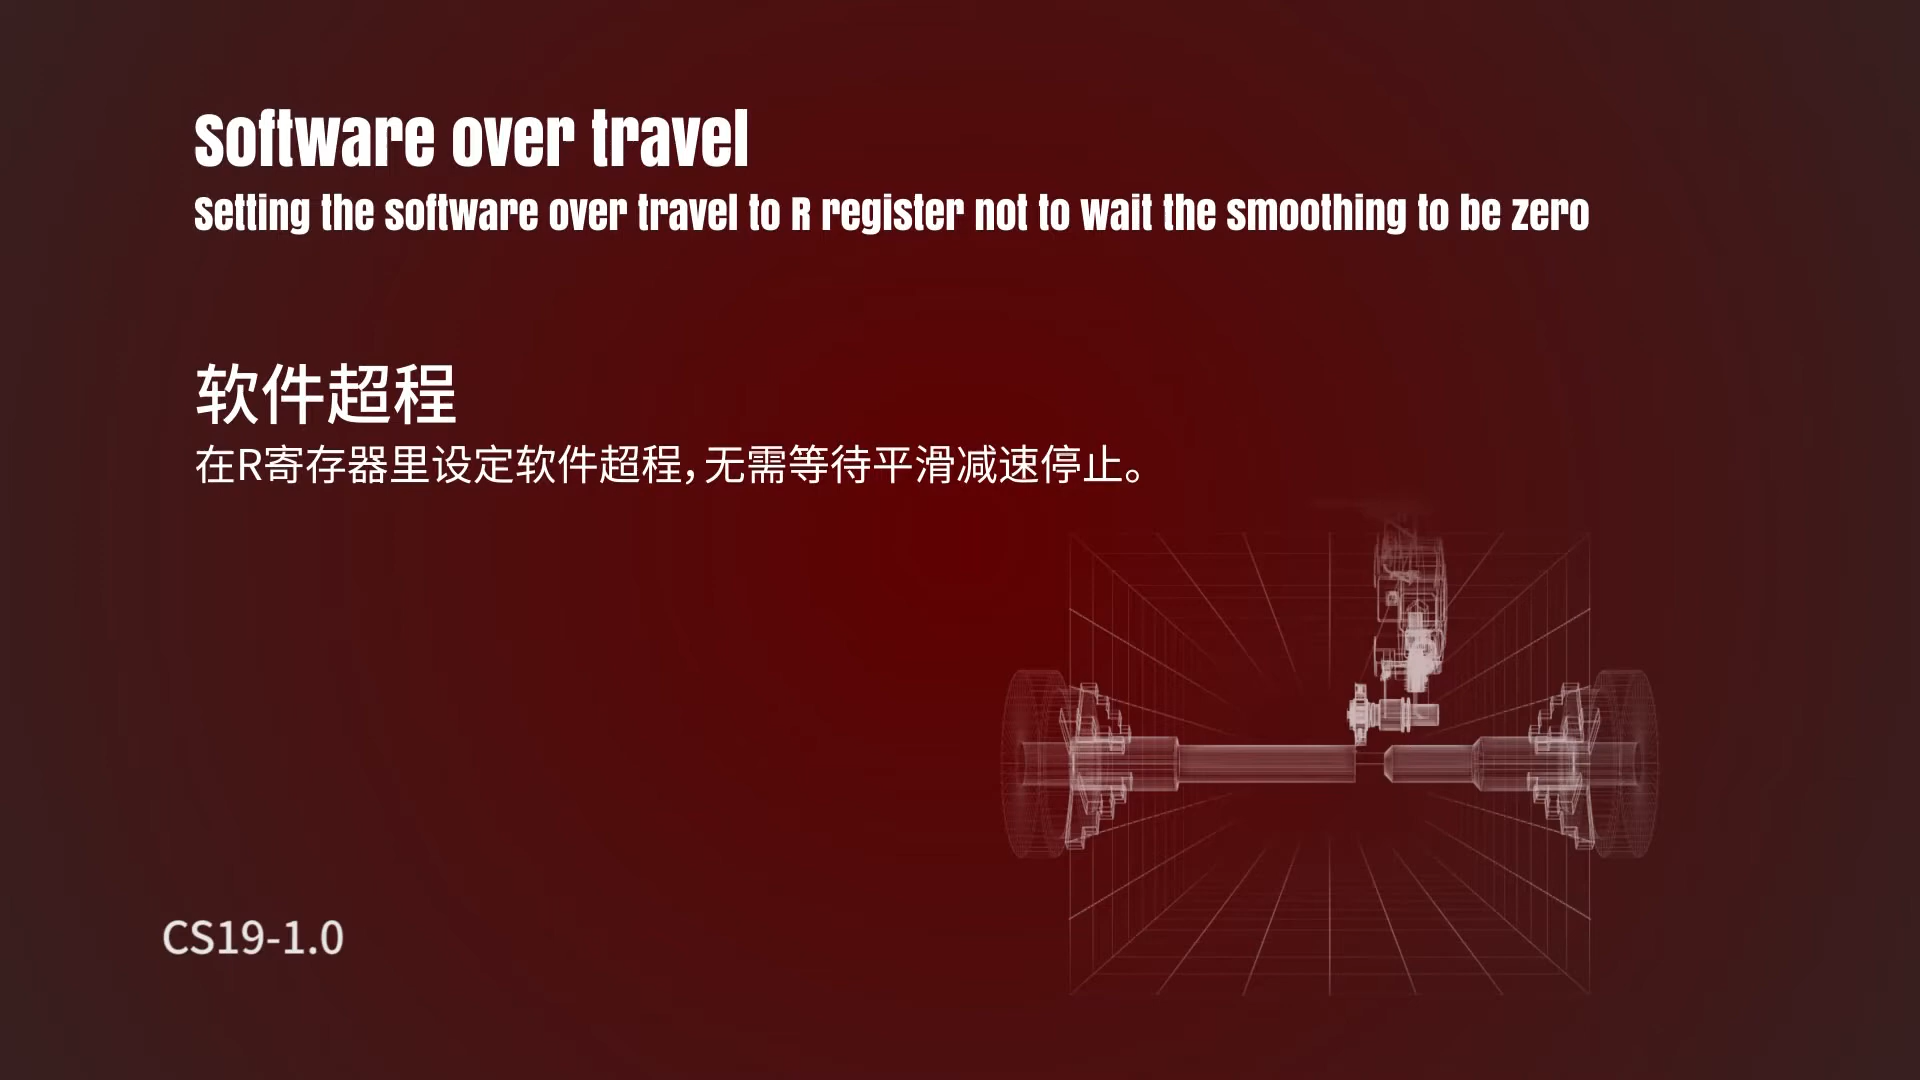 Software over travel
Setting the software over travel to R register not to wait the smoothing to be zero
软件超程
在R寄存器里设定软件超程，无需等待平滑减速停止。
CS19-1.0